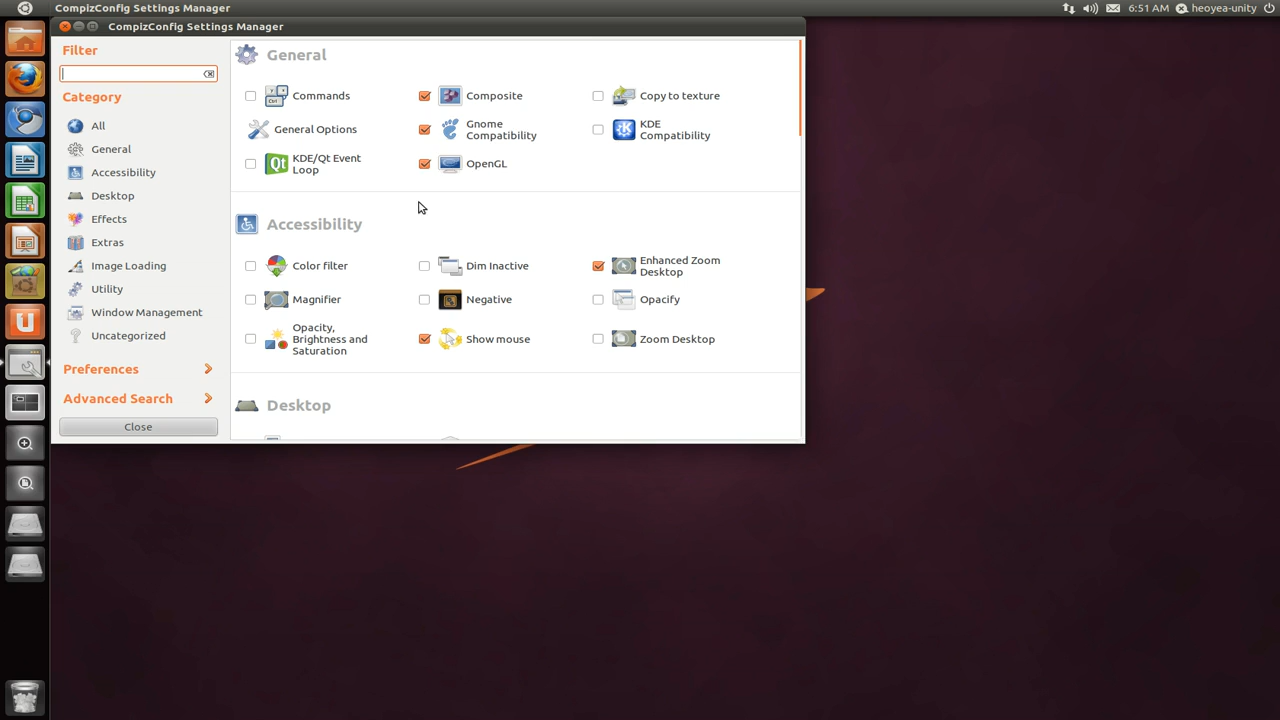 CompizConfig Settings Manager
6:51 AM heoyea-unity
CompizConfig Settings Manager
Filter
Category
All
General
Accessibility
Desktop
Effects
Extras
Image Loading
Utility
Window Management
Uncategorized
Preferences
Advanced Search
Close
General
Commands
Composite
Copy to texture
General Options
Gnome
Compatibility
KDE
Compatibility
Qt
KDE/Qt Event
Loop
OpenGL
Accessibility
Color filter
Dim Inactive
Enhanced Zoom
Desktop
Magnifier
Negative
Opacify
Opacity,
Brightness and
Saturation
Show mouse
Zoom Desktop
Desktop